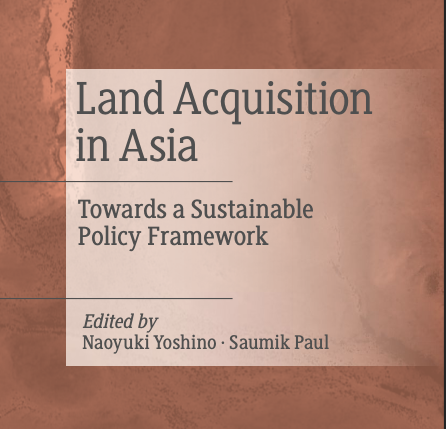 Land Acquisition
in Asia
Towards a Sustainable
Policy Framework
Edited by
Naoyuki Yoshino · Saumik Paul